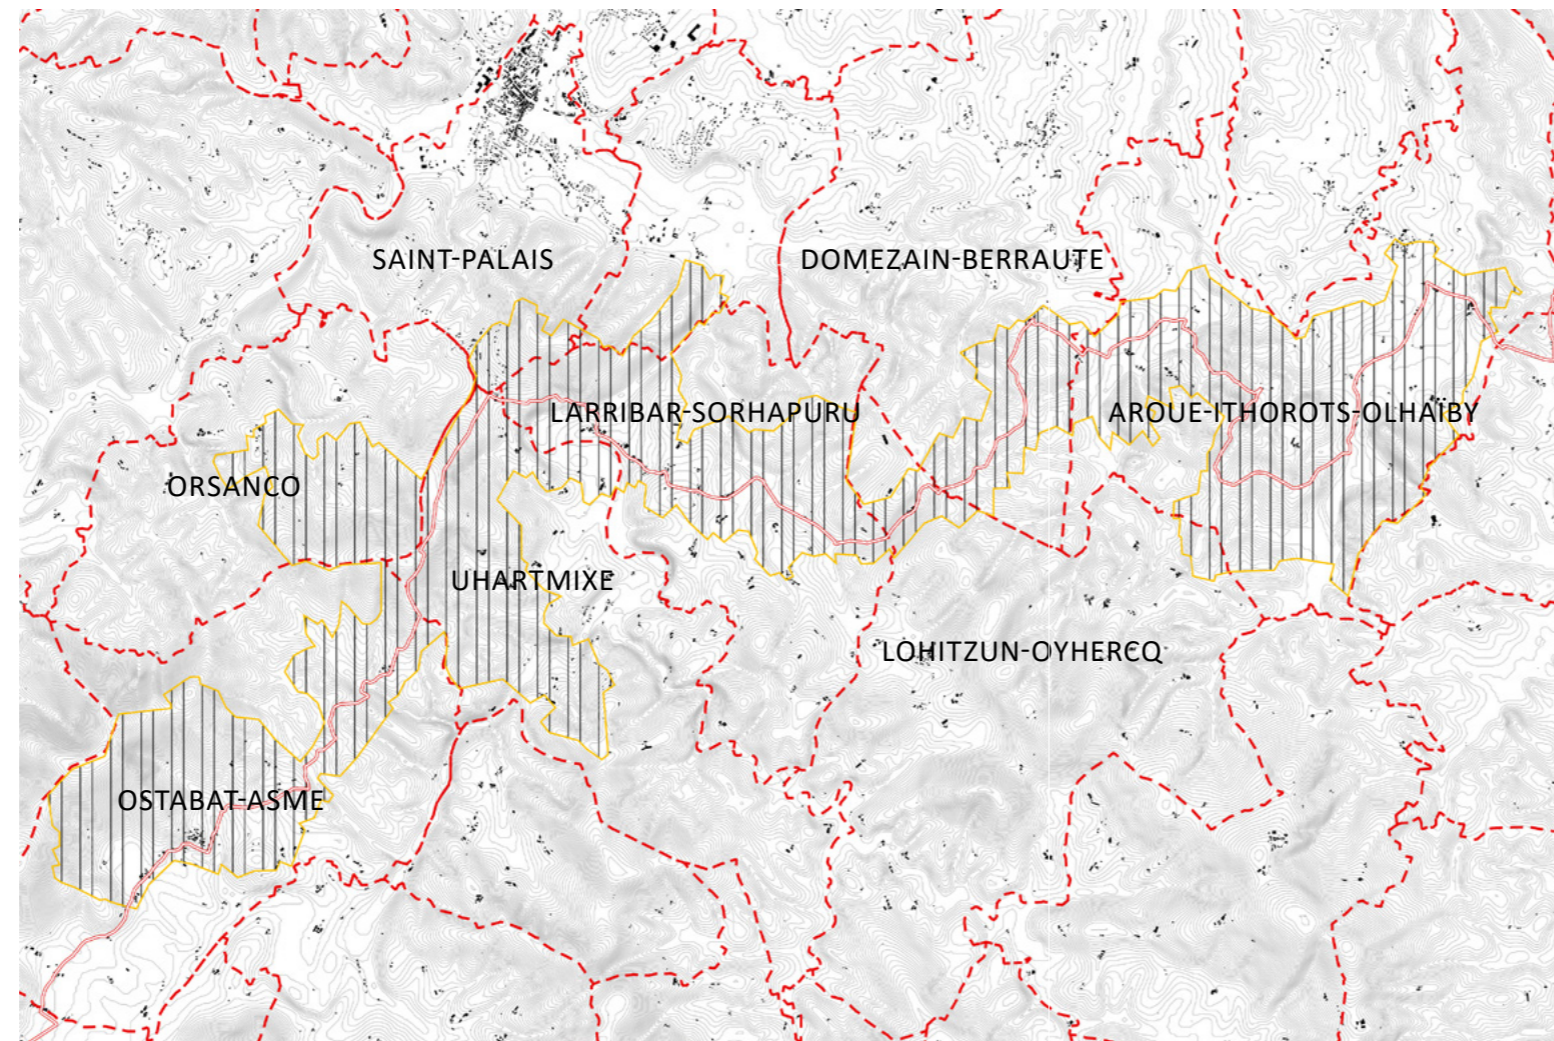 SAINT-PALAIS
DOMEZAIN-BERRAUTE
LARRIBAR-SORHAPURU
AROUE-ITHOROTS-OLHAÏBY
ORSANCO
UHARTMIXE
LOHITZUN-OYHERCQ
OSTABAT-ASME